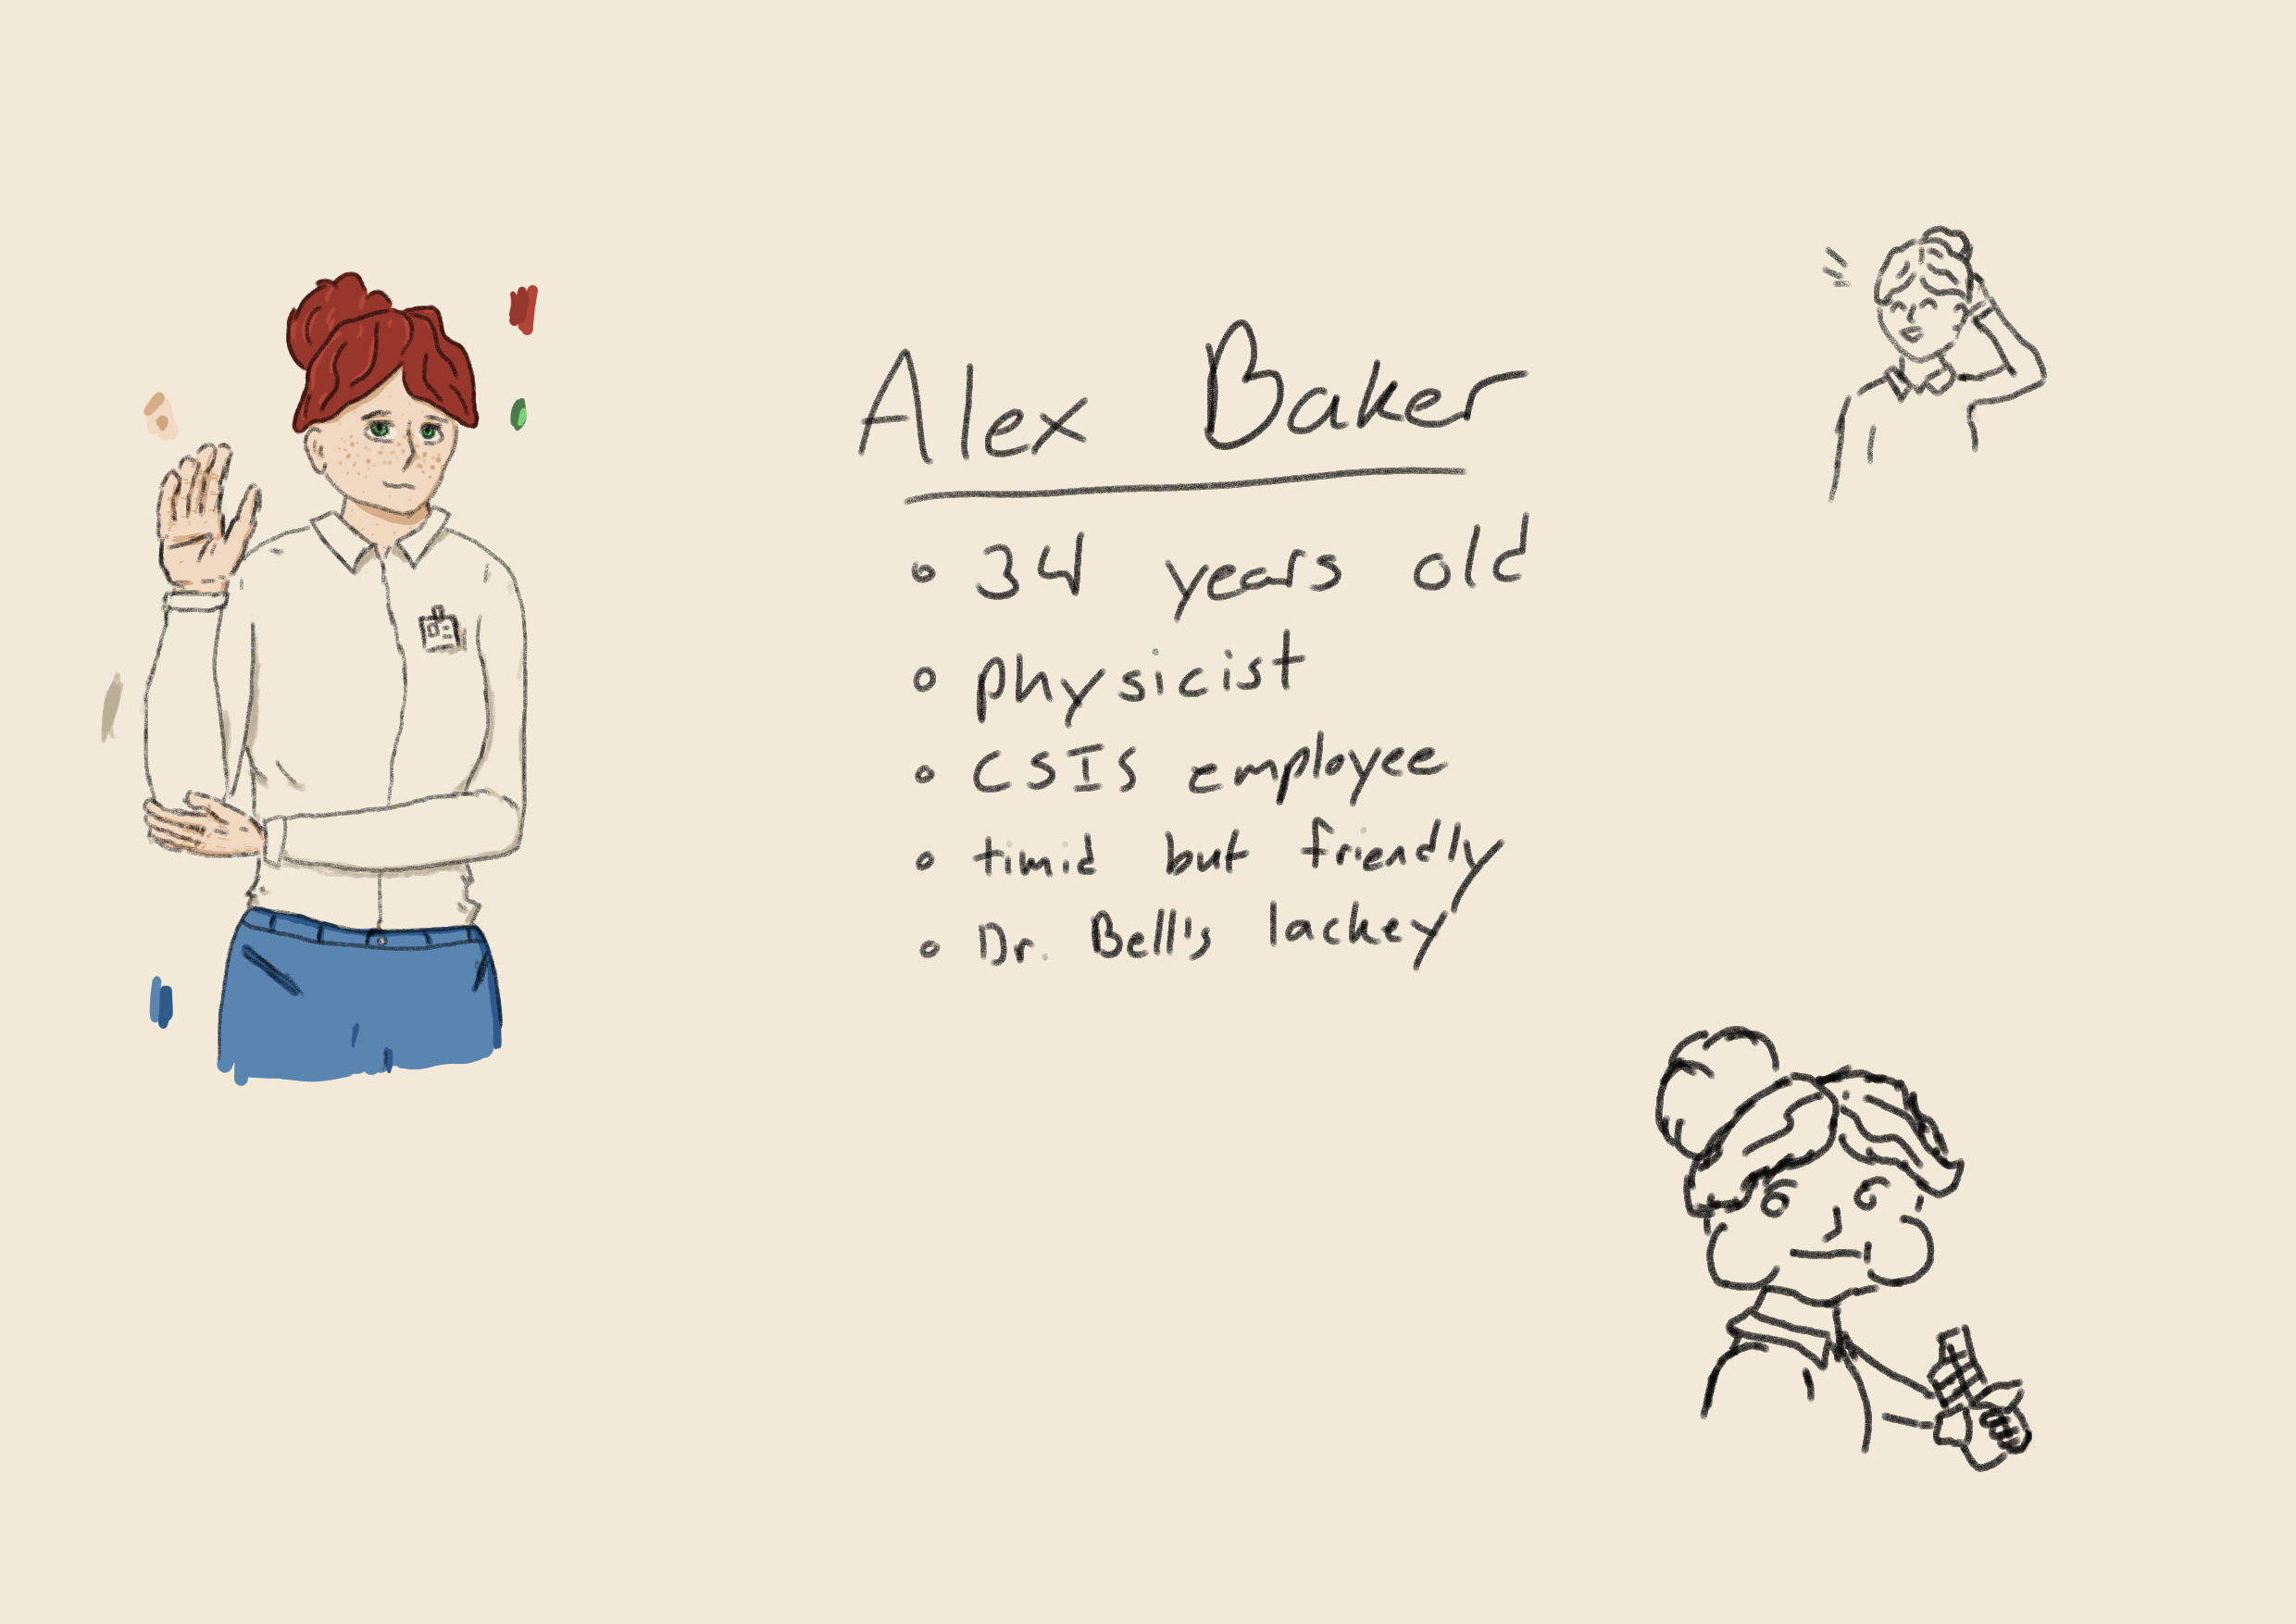 Alex Baker
34 years old
physicist
CSIS employee
timid but friendly
Dr. Bell's lackey